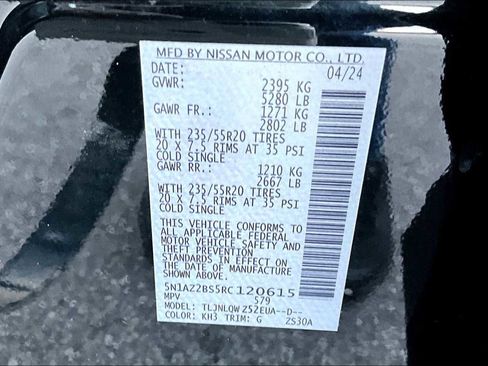 MFD BY NISSAN MOTOR CO., LTD.
DATE: 04/24
GVWR: 2395 KG
5280 LB
GAWR FR.: 1271 KG
2802 LB
WITH 235/55R20 TIRES
20 X 7.5 RIMS AT 35 PSI
COLD SINGLE
GAWR RR.: 1210 KG
2667 LB
WITH 235/55R20 TIRES
20 X 7.5 RIMS AT 35 PSI
COLD SINGLE
THIS VEHICLE CONFORMS TO
ALL APPLICABLE FEDERAL
MOTOR VEHICLE SAFETY AND
THEFT PREVENTION
STANDARDS IN EFFECT ON
THE DATE OF MANUFACTURE
SHOWN ABOVE.
5N1AZ2BS5RC120615
MPV 579
MODEL: TLJNLQWZ52EUA--D--
COLOR: KH3 TRIM: G ZS30A